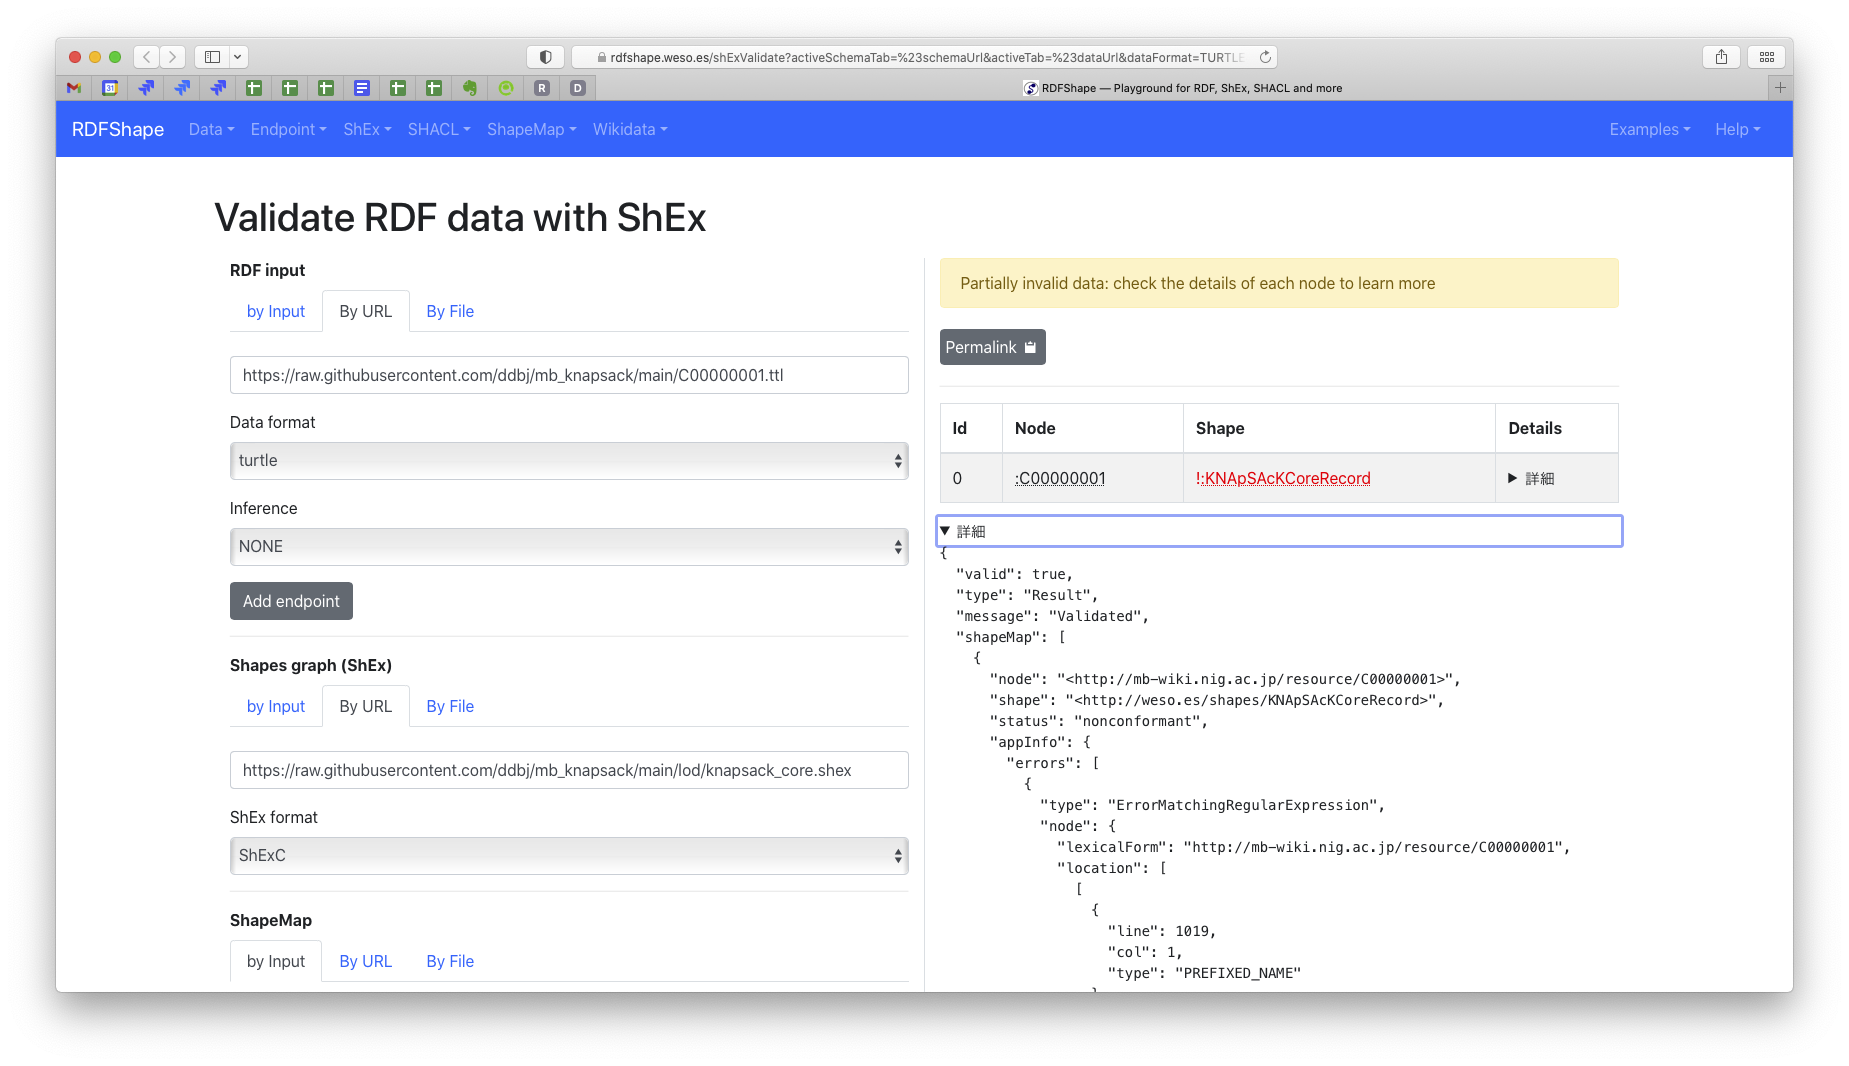 rdfshape.weso.es/shExValidate?activeSchemaTab=%23schemaUrl&activeTab=%23dataUrl&dataFormat=TURTLE
31
R
D
RDFShape — Playground for RDF, ShEx, SHACL and more
RDFShape
Data
Endpoint
ShEx
SHACL
ShapeMap
Wikidata
Examples
Help
Validate RDF data with ShEx
RDF input
by Input
By URL
By File
https://raw.githubusercontent.com/ddbj/mb_knapsack/main/C00000001.ttl
Data format
turtle
Inference
NONE
Add endpoint
Shapes graph (ShEx)
by Input
By URL
By File
https://raw.githubusercontent.com/ddbj/mb_knapsack/main/lod/knapsack_core.shex
ShEx format
ShExC
ShapeMap
by Input
By URL
By File
Partially invalid data: check the details of each node to learn more
Permalink
Id Node Shape Details
0 :C00000001 !:KNApSAcKCoreRecord ▶ 詳細
▼ 詳細
{
"valid": true,
"type": "Result",
"message": "Validated",
"shapeMap": [
{
"node": "<http://mb-wiki.nig.ac.jp/resource/C00000001>",
"shape": "<http://weso.es/shapes/KNApSAcKCoreRecord>",
"status": "nonconformant",
"appInfo": {
"errors": [
{
"type": "ErrorMatchingRegularExpression",
"node": {
"lexicalForm": "http://mb-wiki.nig.ac.jp/resource/C00000001",
"location": [
[
{
"line": 1019,
"col": 1,
"type": "PREFIXED_NAME"